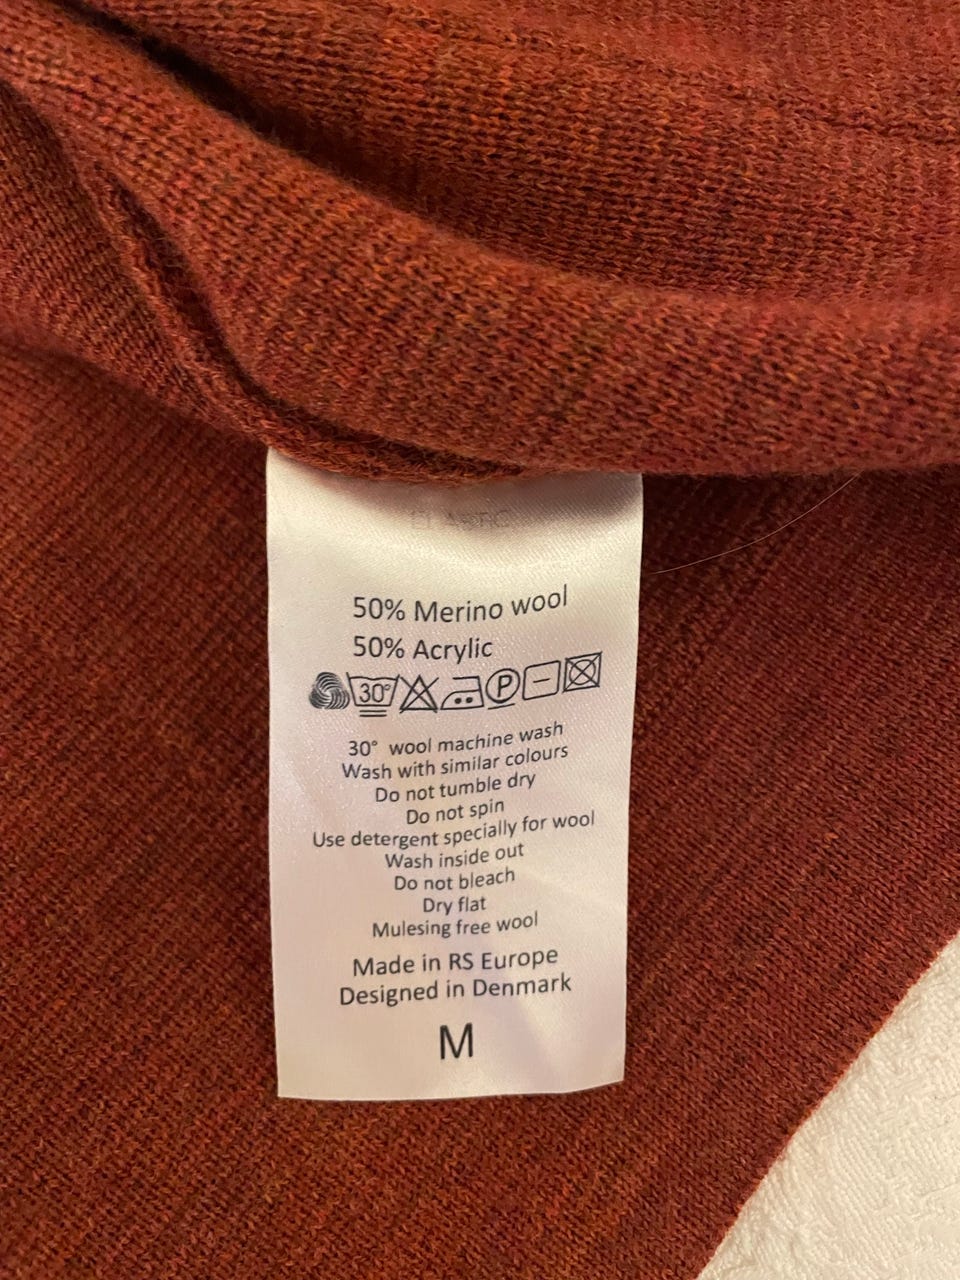 50% Merino wool
50% Acrylic
30° P
30° wool machine wash
Wash with similar colours
Do not tumble dry
Do not spin
Use detergent specially for wool
Wash inside out
Do not bleach
Dry flat
Mulesing free wool
Made in RS Europe
Designed in Denmark
M